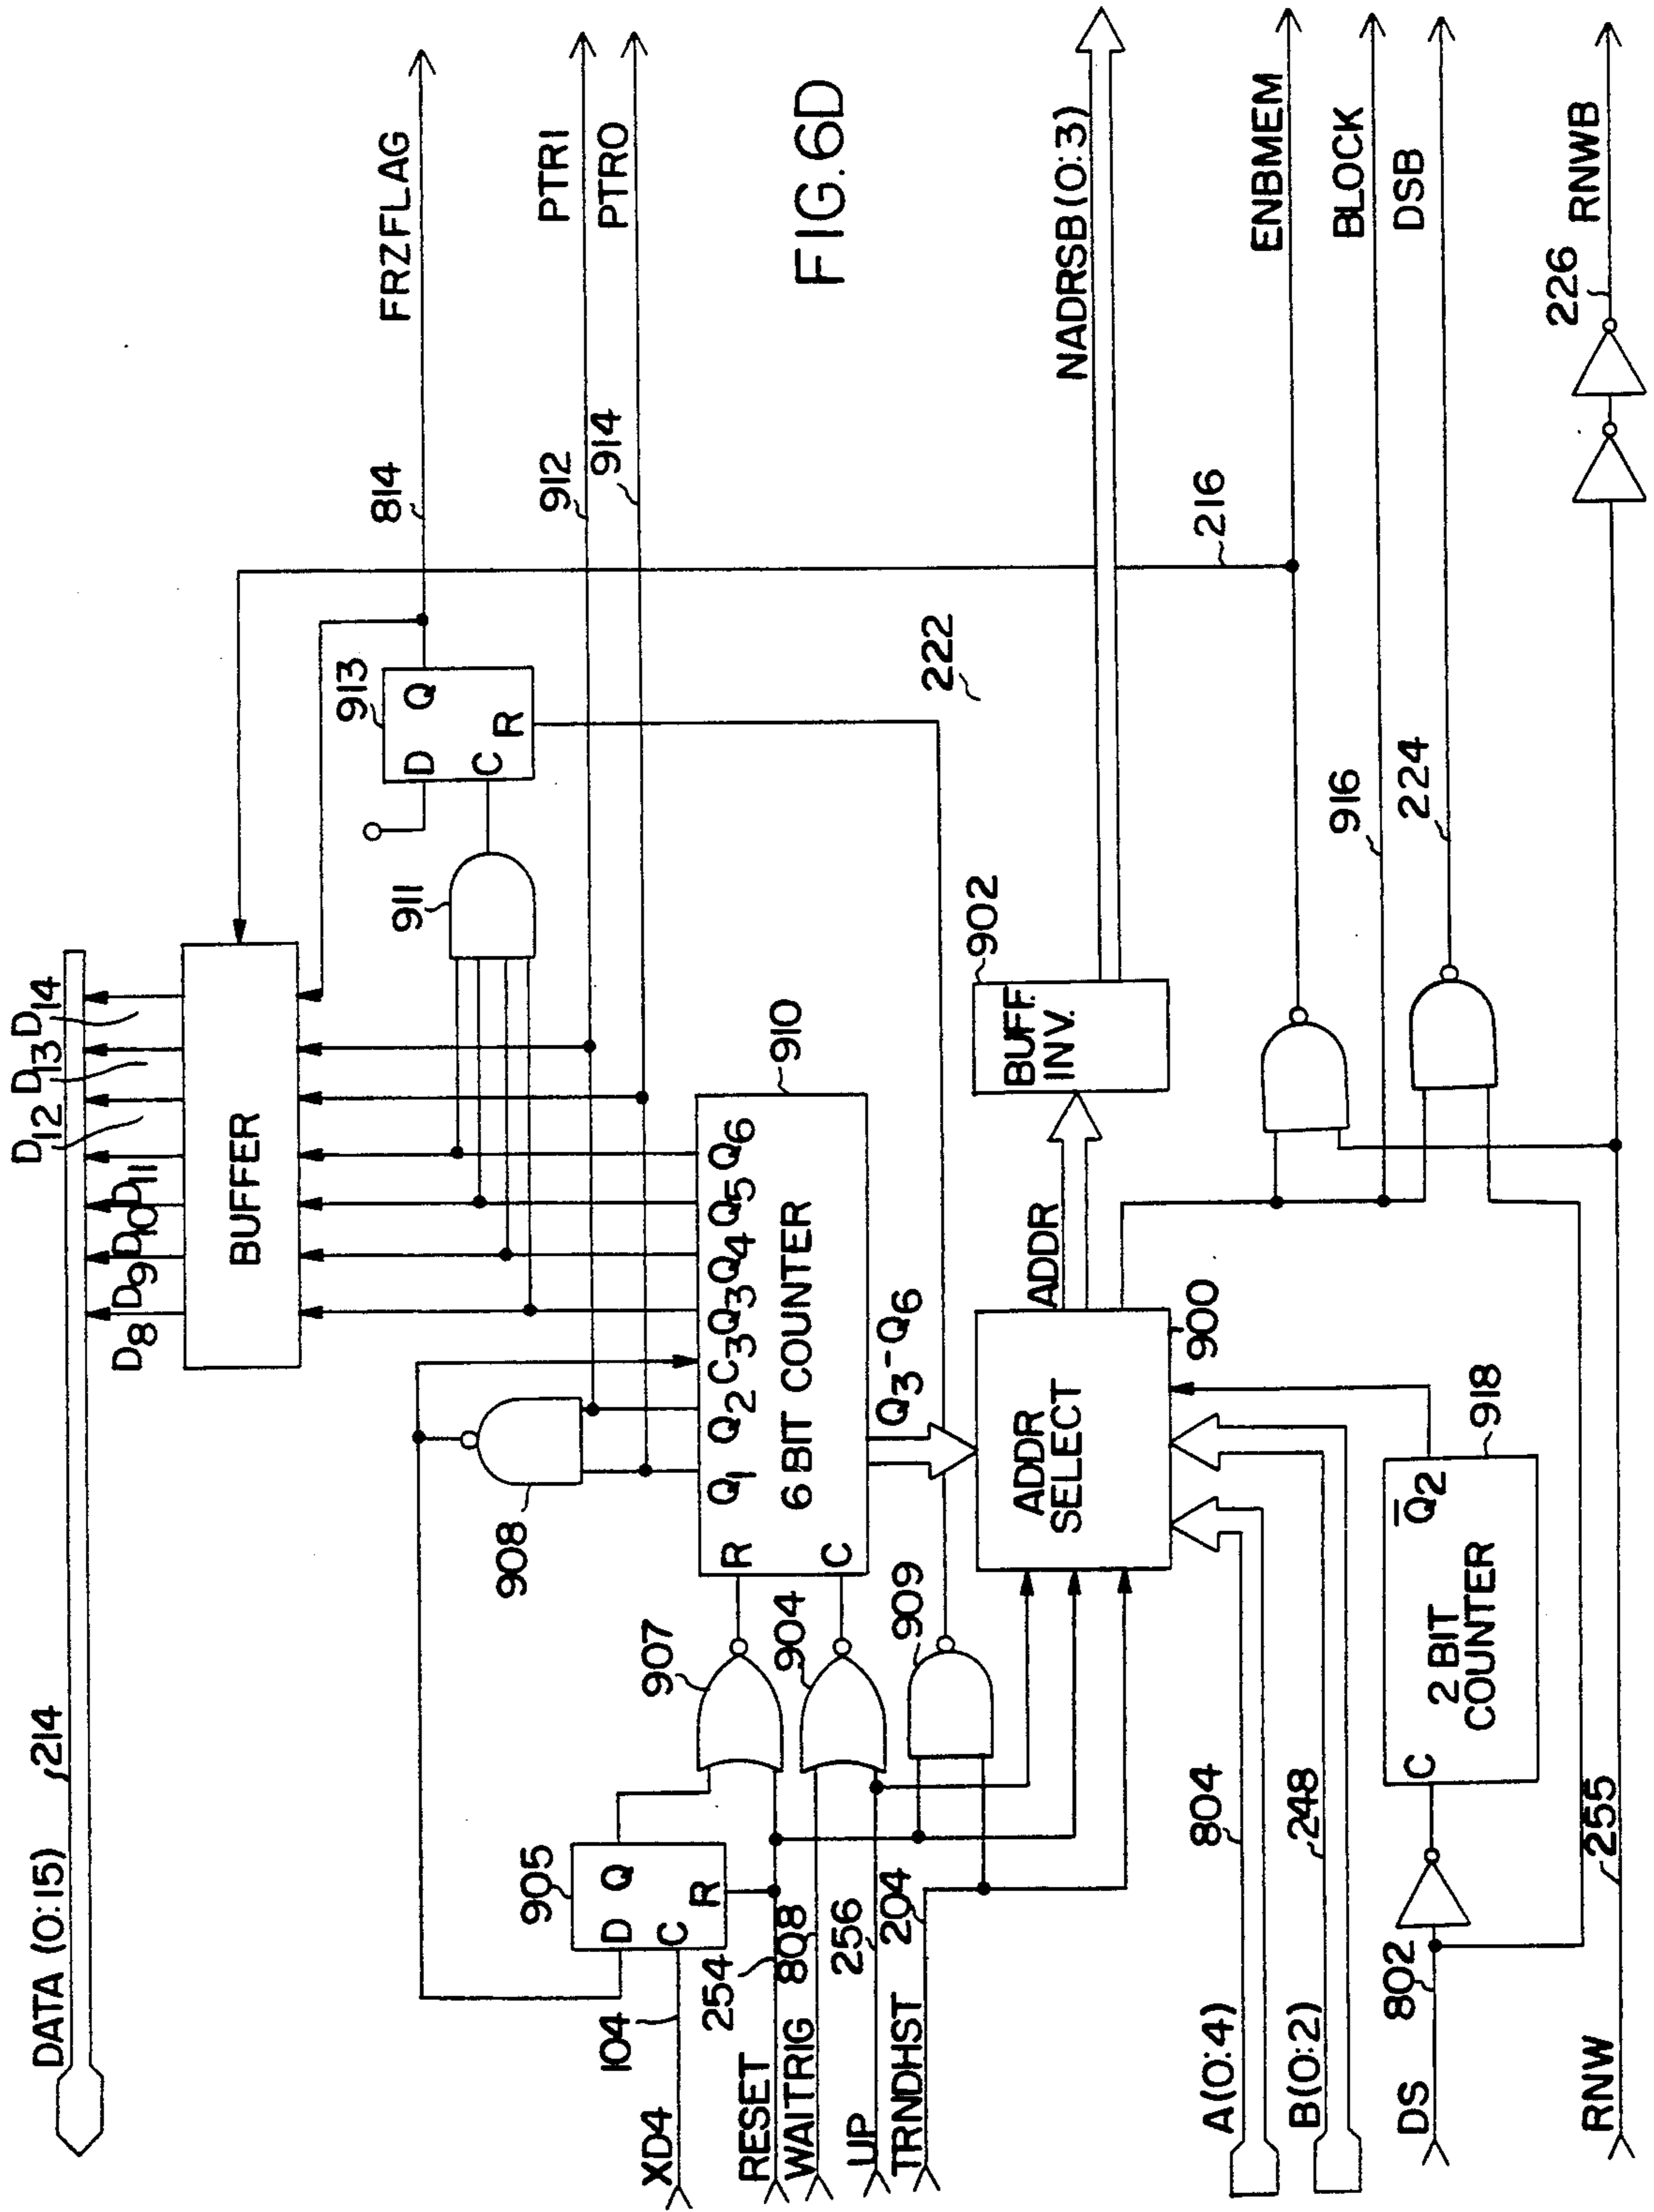 DATA (0:15)
214
D8
D9
D10
D11
D12
D13
D14
BUFFER
FRZFLAG
814
913
D
Q
C
R
911
PTR1
912
PTRO
914
FIG. 6D
908
Q1
Q2
C3
Q3
Q4
Q5
Q6
R
C
6 BIT COUNTER
910
905
D
Q
C
R
XD4
104
907
RESET
254
WAITRIG
808
904
UP
256
TRNDHST
204
909
Q3-Q6
ADDR
SELECT
900
ADDR
BUFF.
INV.
902
222
NADRSB(0:3)
216
ENBMEM
916
BLOCK
224
DSB
A(0:4)
804
B(0:2)
248
DS
802
C
Q̅2
2 BIT
COUNTER
918
RNW
255
226
RNWB